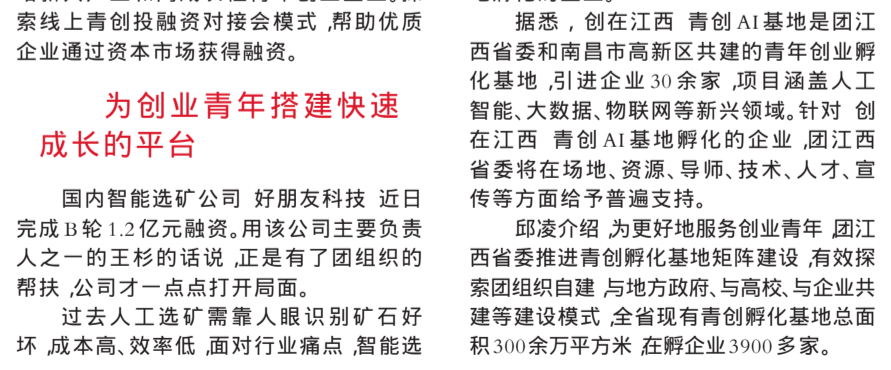 索线上青创投融资对接会模式,帮助优质
企业通过资本市场获得融资。
为创业青年搭建快速
成长的平台
国内智能选矿公司 好朋友科技 近日
完成B轮1.2亿元融资。用该公司主要负责
人之一的王杉的话说,正是有了团组织的
帮扶,公司才一点点打开局面。
过去人工选矿需靠人眼识别矿石好
坏,成本高、效率低,面对行业痛点,智能选
据悉,创在江西 青创AI基地是团江
西省委和南昌市高新区共建的青年创业孵
化基地,引进企业30余家,项目涵盖人工
智能、大数据、物联网等新兴领域。针对 创
在江西 青创AI基地孵化的企业,团江西
省委将在场地、资源、导师、技术、人才、宣
传等方面给予普遍支持。
邱凌介绍,为更好地服务创业青年,团江
西省委推进青创孵化基地矩阵建设,有效探
索团组织自建,与地方政府、与高校、与企业共
建等建设模式,全省现有青创孵化基地总面
积300余万平方米,在孵企业3900多家。